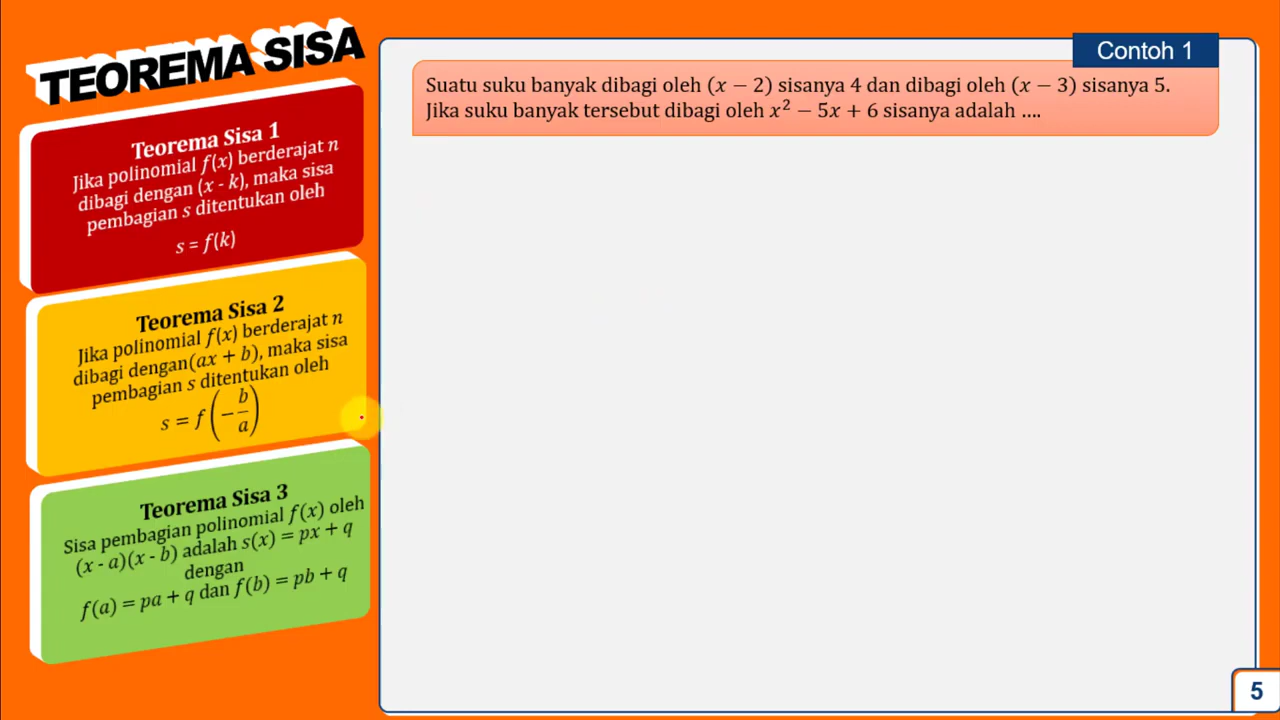 TEOREMA SISA
Teorema Sisa 1
Jika polinomial f(x) berderajat n
dibagi dengan (x - k), maka sisa
pembagian s ditentukan oleh
s = f(k)
Teorema Sisa 2
Jika polinomial f(x) berderajat n
dibagi dengan(ax + b), maka sisa
pembagian s ditentukan oleh
s = f(−b/a)
Teorema Sisa 3
Sisa pembagian polinomial f(x) oleh
(x - a)(x - b) adalah s(x) = px + q
dengan
f(a) = pa + q dan f(b) = pb + q
Contoh 1
Suatu suku banyak dibagi oleh (x − 2) sisanya 4 dan dibagi oleh (x − 3) sisanya 5.
Jika suku banyak tersebut dibagi oleh x² − 5x + 6 sisanya adalah ....
5